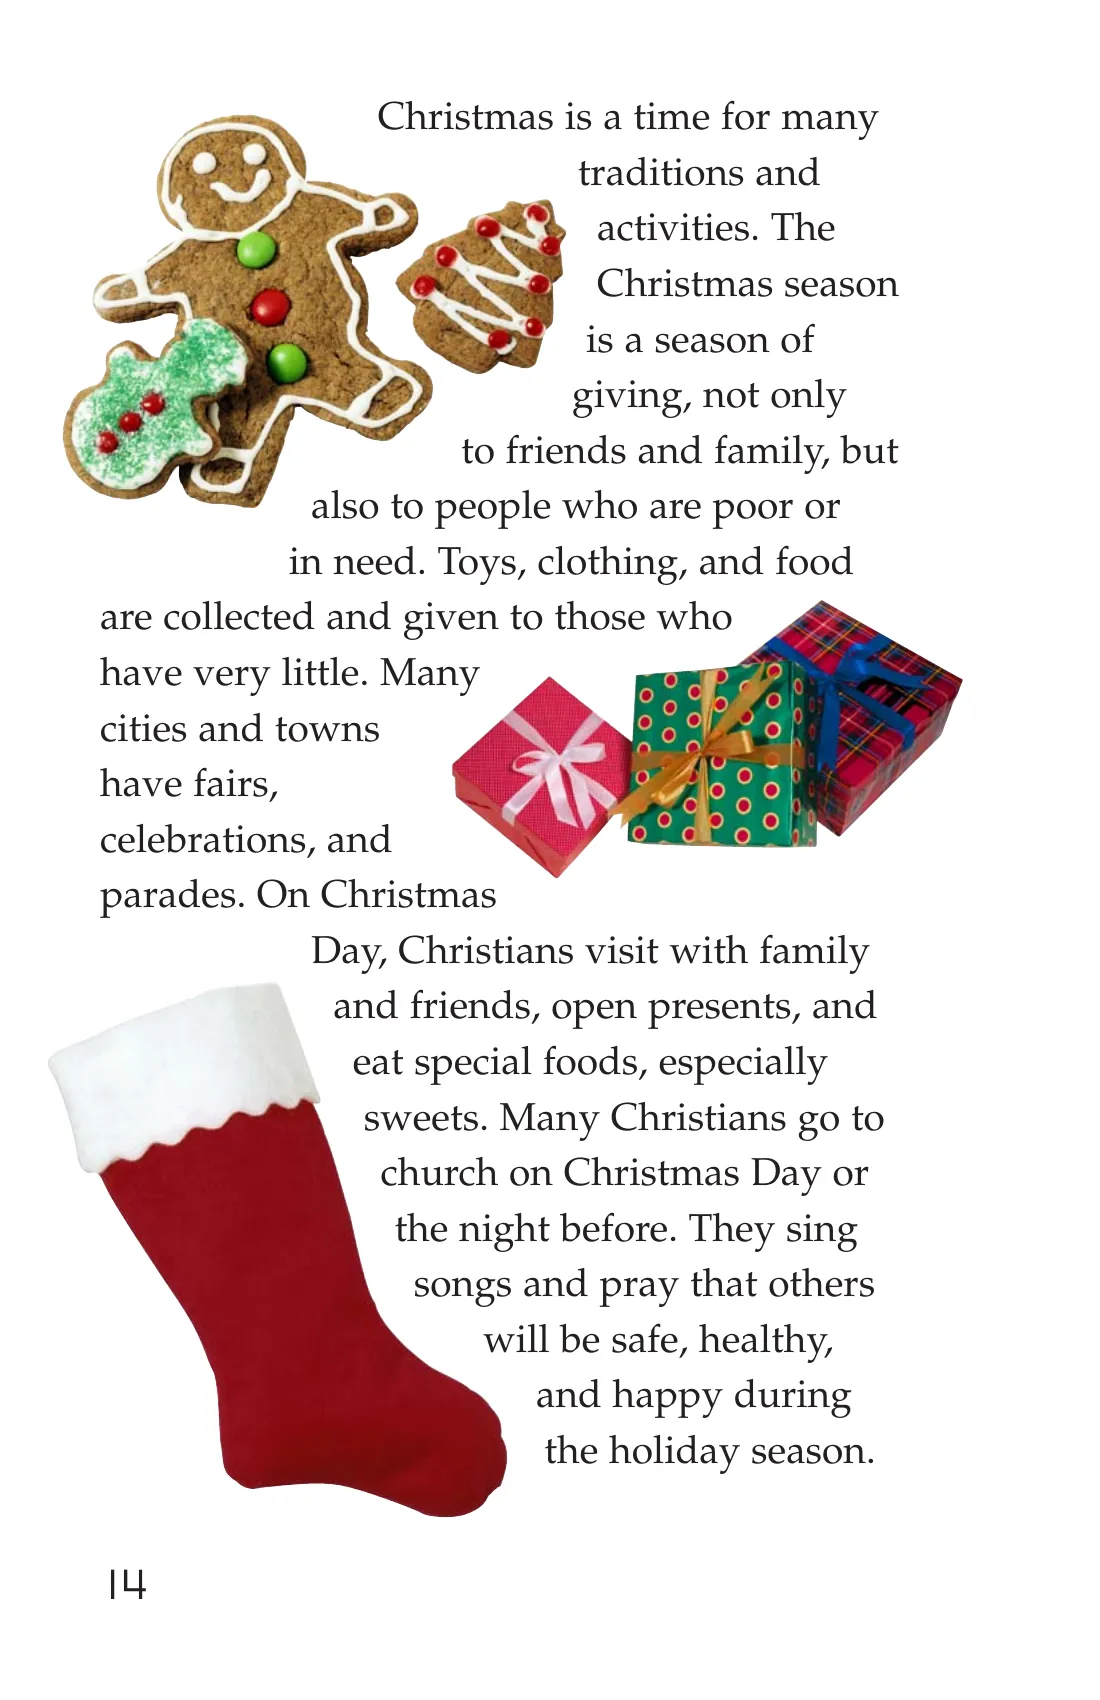 Christmas is a time for many
traditions and
activities. The
Christmas season
is a season of
giving, not only
to friends and family, but
also to people who are poor or
in need. Toys, clothing, and food
are collected and given to those who
have very little. Many
cities and towns
have fairs,
celebrations, and
parades. On Christmas
Day, Christians visit with family
and friends, open presents, and
eat special foods, especially
sweets. Many Christians go to
church on Christmas Day or
the night before. They sing
songs and pray that others
will be safe, healthy,
and happy during
the holiday season.
14